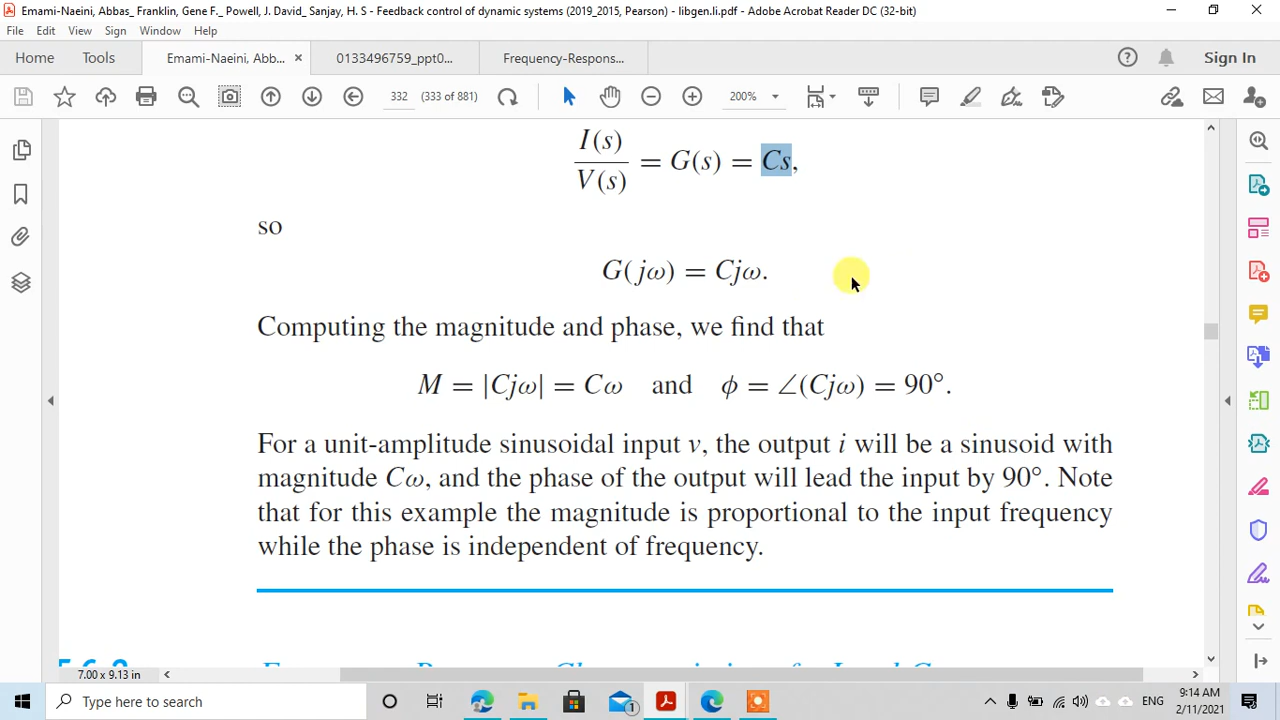 Emami-Naeini, Abbas_ Franklin, Gene F._ Powell, J. David_ Sanjay, H. S - Feedback control of dynamic systems (2019_2015, Pearson) - libgen.li.pdf - Adobe Acrobat Reader DC (32-bit)
File Edit View Sign Window Help
Home Tools Emami-Naeini, Abb... × 0133496759_ppt0... Frequency-Respons... Sign In
332 (333 of 881) 200%
I(s)
/V(s) = G(s) = Cs,
so
G(jω) = Cjω.
Computing the magnitude and phase, we find that
M = |Cjω| = Cω and ϕ = ∠(Cjω) = 90°.
For a unit-amplitude sinusoidal input v, the output i will be a sinusoid with
magnitude Cω, and the phase of the output will lead the input by 90°. Note
that for this example the magnitude is proportional to the input frequency
while the phase is independent of frequency.
7.00 x 9.13 in
Type here to search
1
ENG
9:14 AM
2/11/2021